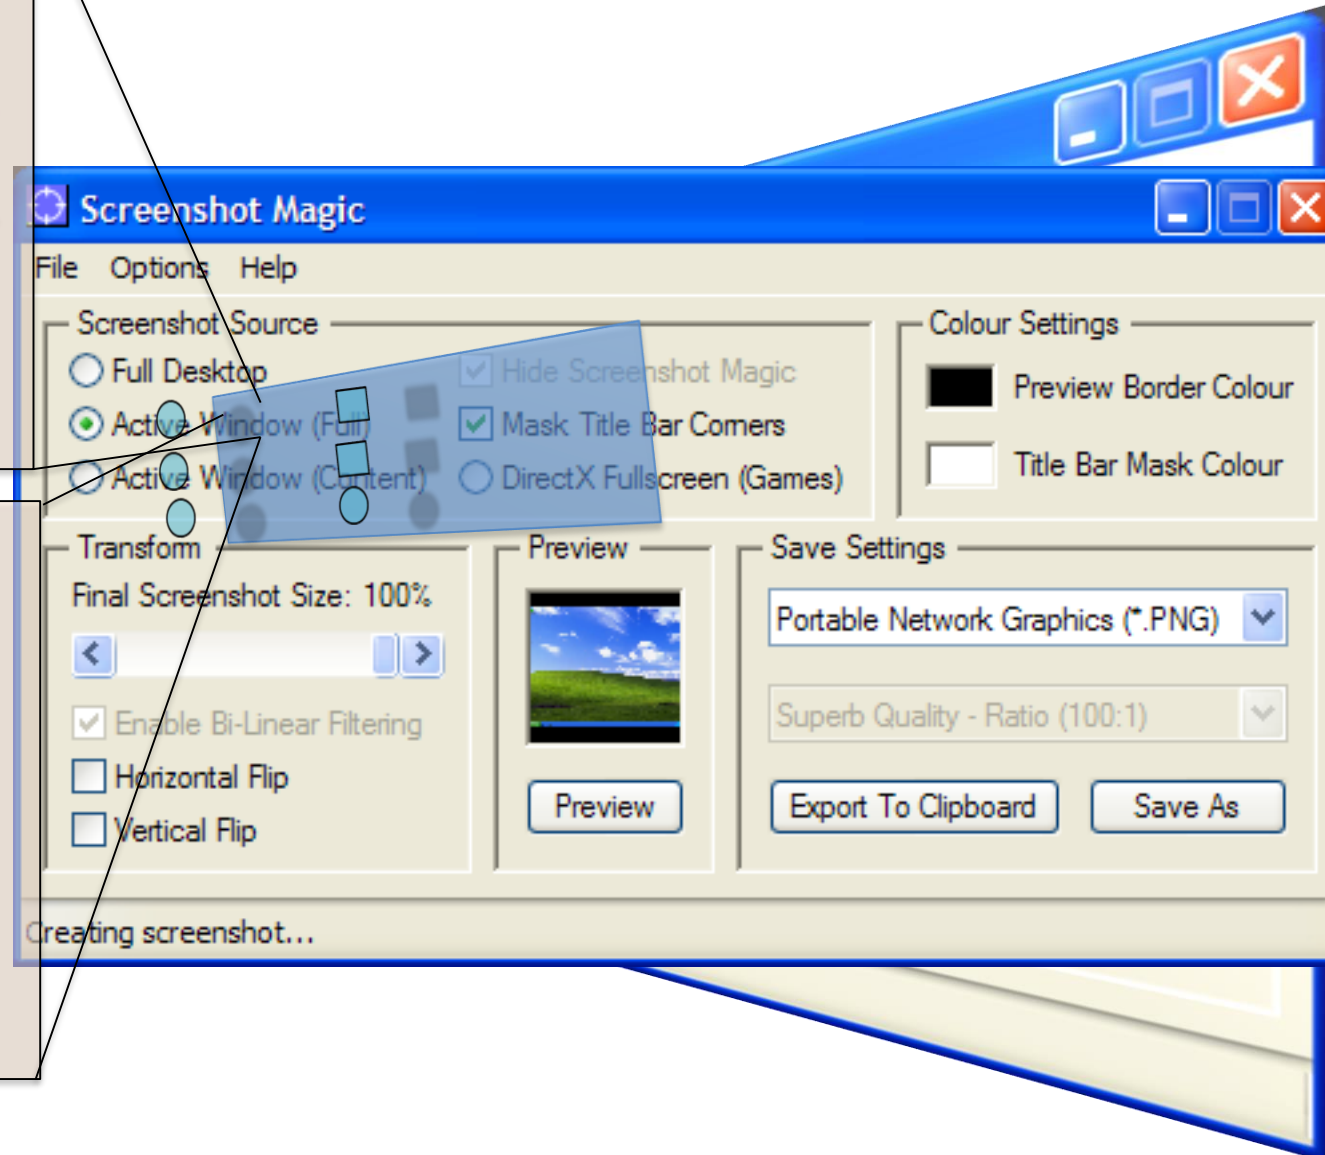 Screenshot Magic
File Options Help
Screenshot Source
Colour Settings
Full Desktop
Hide Screenshot Magic
Preview Border Colour
Active Window (Full)
Mask Title Bar Corners
Title Bar Mask Colour
Active Window (Content)
DirectX Fullscreen (Games)
Transform
Preview
Save Settings
Final Screenshot Size: 100%
Portable Network Graphics (*.PNG)
Enable Bi-Linear Filtering
Superb Quality - Ratio (100:1)
Horizontal Flip
Preview
Export To Clipboard
Save As
Vertical Flip
Creating screenshot...